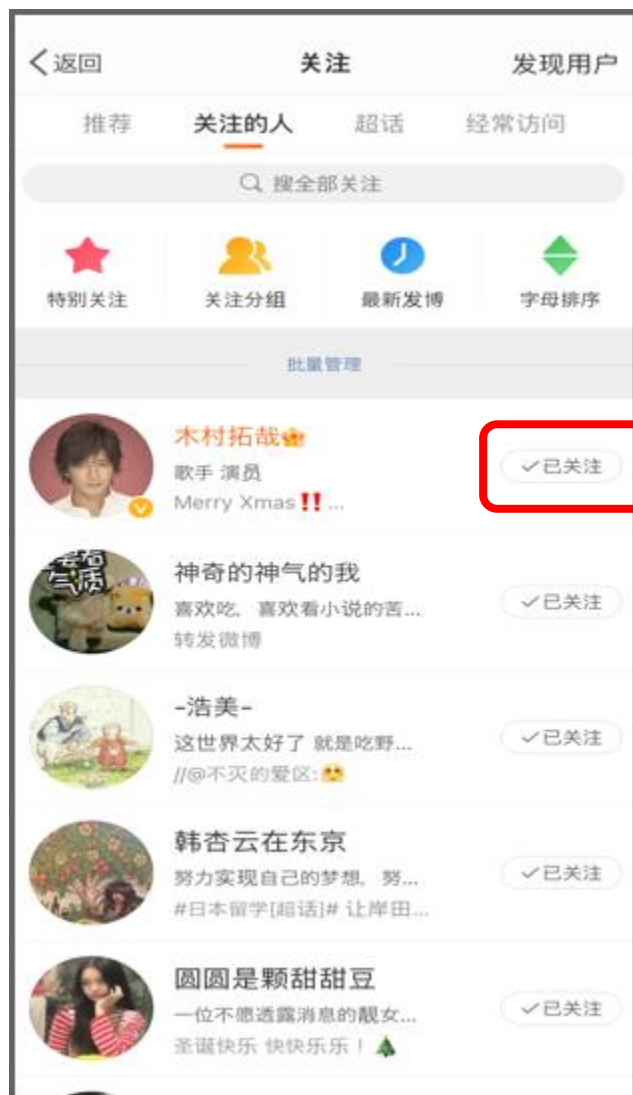 返回 关注 发现用户
推荐 关注的人 超话 经常访问
搜全部关注
特别关注 关注分组 最新发博 字母排序
批量管理
木村拓哉
歌手 演员
Merry Xmas‼️...
已关注
神奇的神气的我
喜欢吃，喜欢看小说的苦...
转发微博
已关注
-浩美-
这世界太好了 就是吃野...
//@不灭的爱区:
已关注
韩杏云在东京
努力实现自己的梦想，努...
#日本留学[超话]# 让岸田...
已关注
圆圆是颗甜甜豆
一位不愿透露消息的靓女...
圣诞快乐 快快乐乐！🎄
已关注